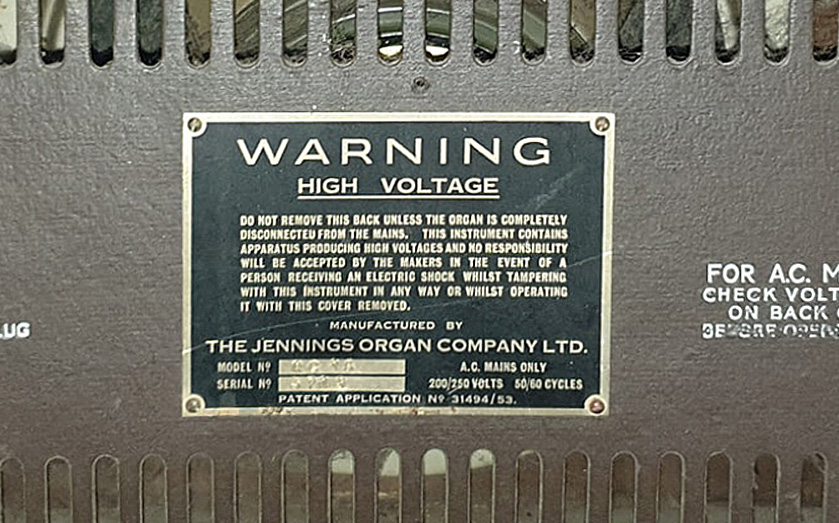 WARNING
HIGH VOLTAGE
DO NOT REMOVE THIS BACK UNLESS THE ORGAN IS COMPLETELY
DISCONNECTED FROM THE MAINS. THIS INSTRUMENT CONTAINS
APPARATUS PRODUCING HIGH VOLTAGES AND NO RESPONSIBILITY
WILL BE ACCEPTED BY THE MAKERS IN THE EVENT OF A
PERSON RECEIVING AN ELECTRIC SHOCK WHILST TAMPERING
WITH THIS INSTRUMENT IN ANY WAY OR WHILST OPERATING
IT WITH THIS COVER REMOVED.
MANUFACTURED BY
THE JENNINGS ORGAN COMPANY LTD.
MODEL Nº
A.C. MAINS ONLY
SERIAL Nº
200/250 VOLTS 50/60 CYCLES
PATENT APPLICATION Nº 31494/53.
LUG
FOR A.C. M
CHECK VOLT
ON BACK
BEFORE OPER